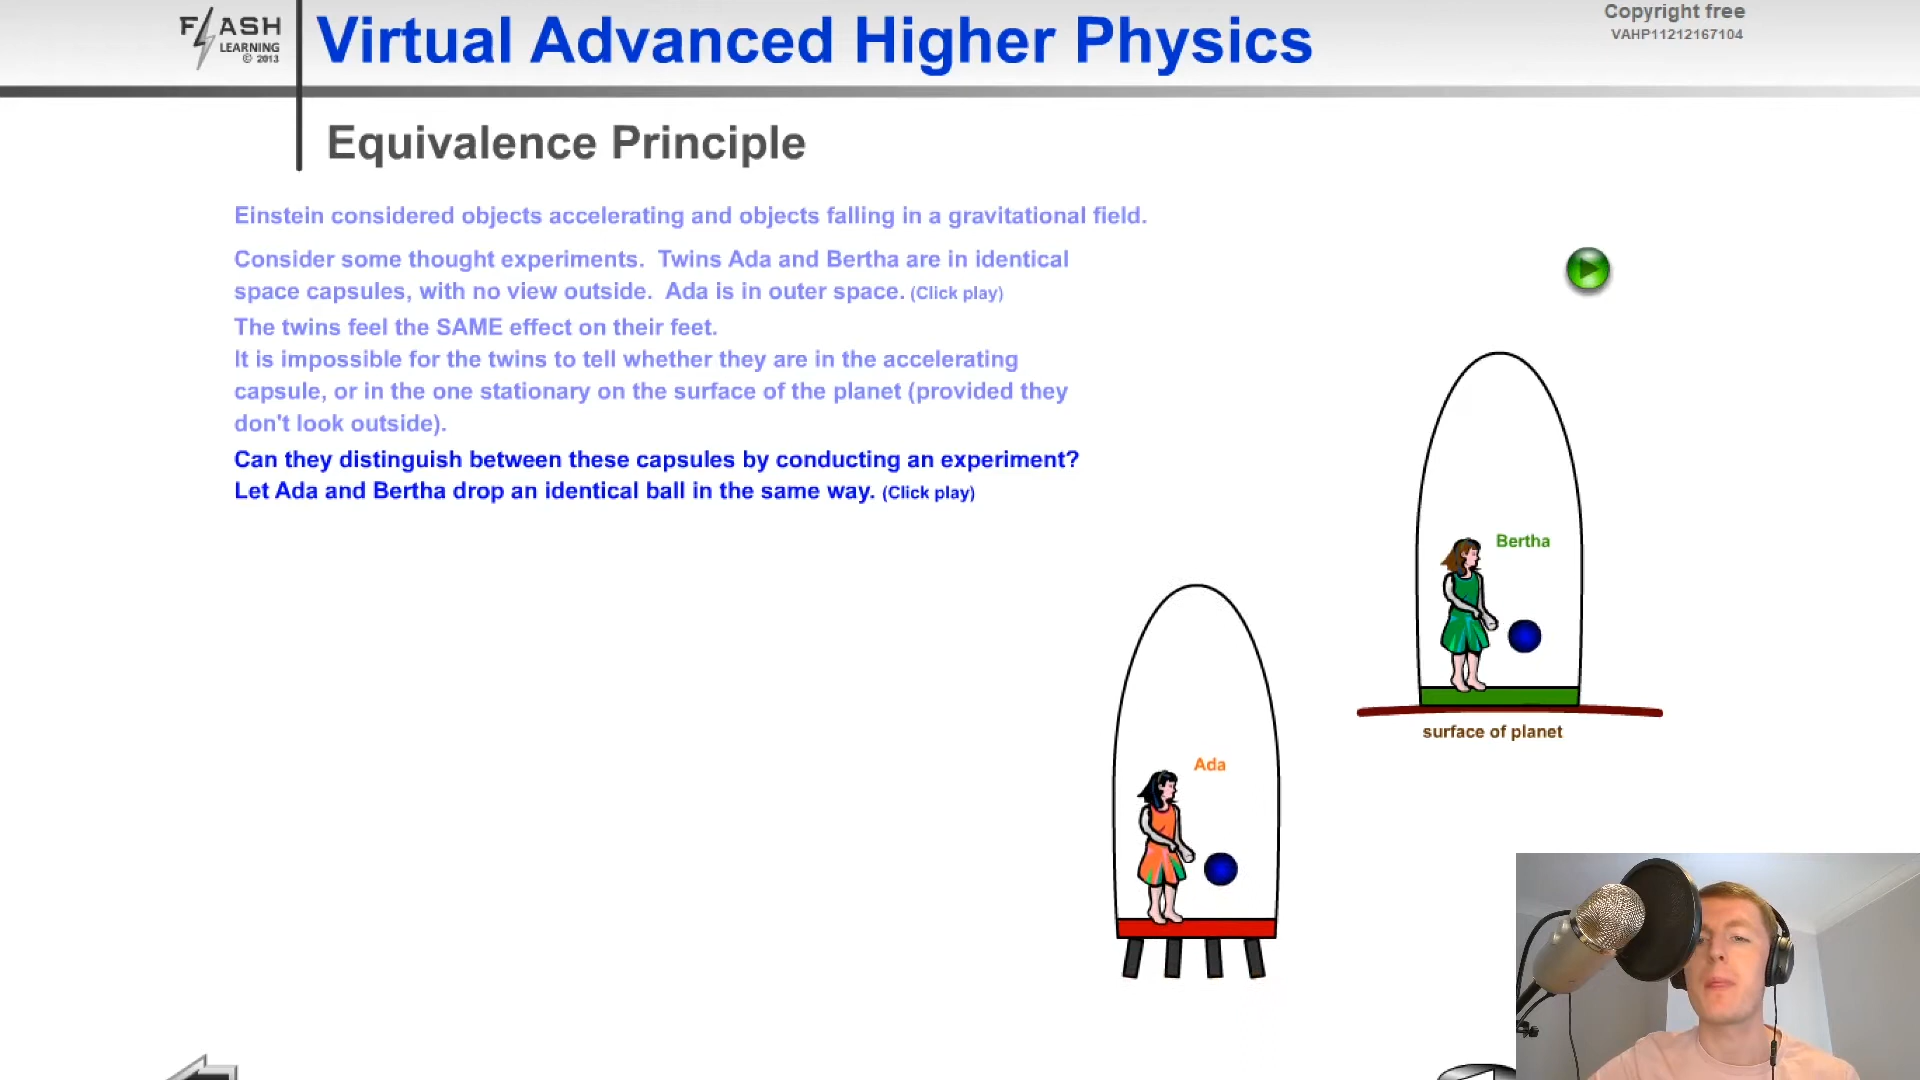 FLASH
LEARNING
© 2013
Virtual Advanced Higher Physics
Copyright free
VAHP11212167104
Equivalence Principle
Einstein considered objects accelerating and objects falling in a gravitational field.
Consider some thought experiments. Twins Ada and Bertha are in identical
space capsules, with no view outside. Ada is in outer space. (Click play)
The twins feel the SAME effect on their feet.
It is impossible for the twins to tell whether they are in the accelerating
capsule, or in the one stationary on the surface of the planet (provided they
don't look outside).
Can they distinguish between these capsules by conducting an experiment?
Let Ada and Bertha drop an identical ball in the same way. (Click play)
Bertha
surface of planet
Ada